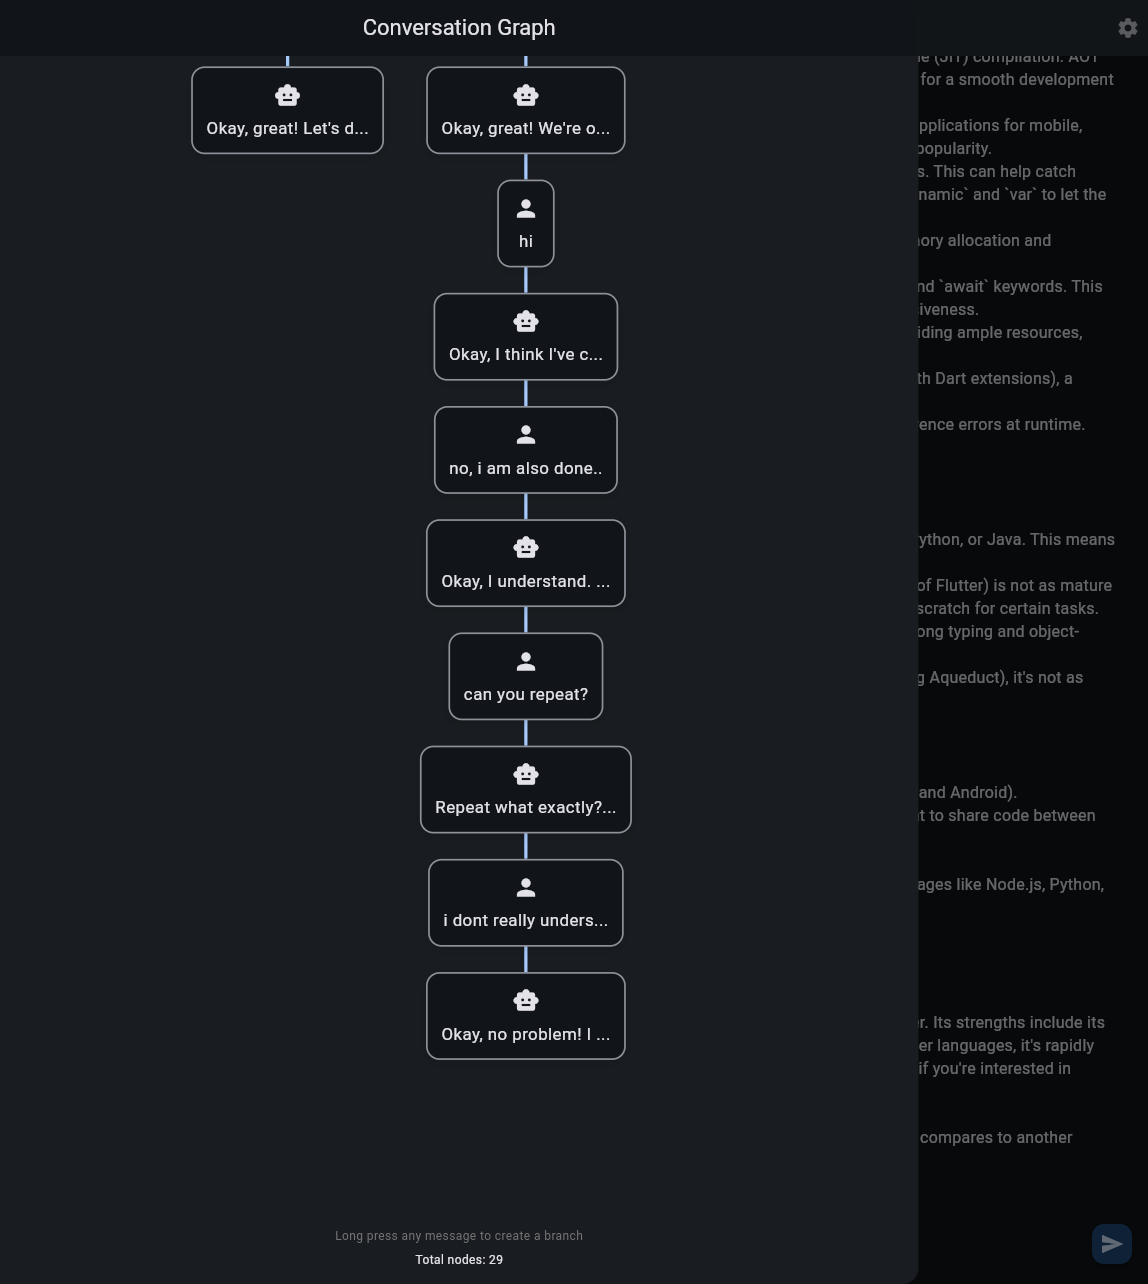 Conversation Graph
Okay, great! Let's d...
Okay, great! We're o...
hi
Okay, I think I've c...
no, i am also done..
Okay, I understand. ...
can you repeat?
Repeat what exactly?...
i dont really unders...
Okay, no problem! I ...
Long press any message to create a branch
Total nodes: 29
(JIT) compilation. AOT
for a smooth development
pplications for mobile,
popularity.
s. This can help catch
namic` and `var` to let the
ory allocation and
nd `await` keywords. This
iveness.
iding ample resources,
th Dart extensions), a
ence errors at runtime.
ython, or Java. This means
of Flutter) is not as mature
scratch for certain tasks.
ong typing and object-
g Aqueduct), it's not as
and Android).
t to share code between
ages like Node.js, Python,
r. Its strengths include its
er languages, it's rapidly
if you're interested in
compares to another